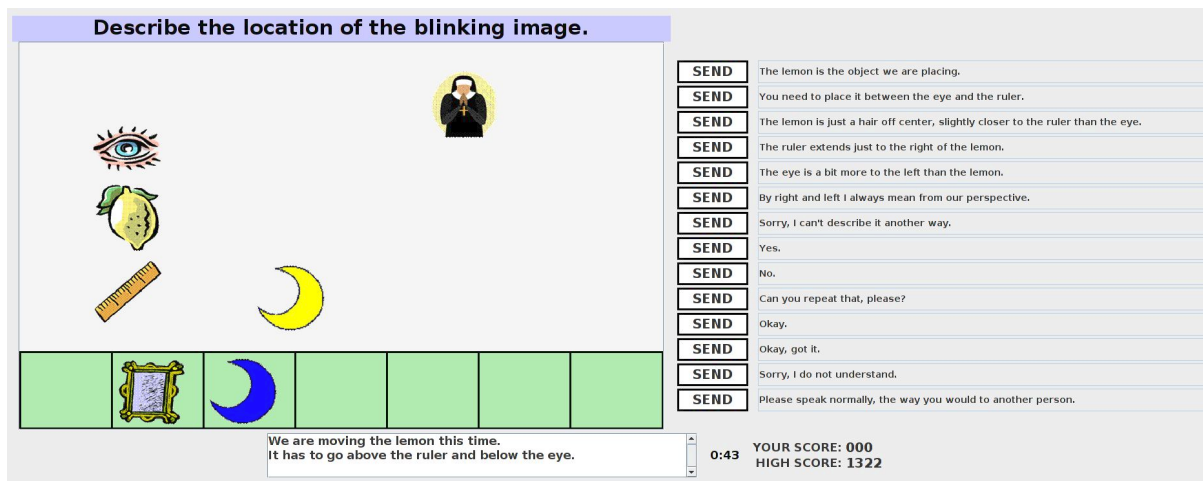 Describe the location of the blinking image.
SEND The lemon is the object we are placing.
SEND You need to place it between the eye and the ruler.
SEND The lemon is just a hair off center, slightly closer to the ruler than the eye.
SEND The ruler extends just to the right of the lemon.
SEND The eye is a bit more to the left than the lemon.
SEND By right and left I always mean from our perspective.
SEND Sorry, I can't describe it another way.
SEND Yes.
SEND No.
SEND Can you repeat that, please?
SEND Okay.
SEND Okay, got it.
SEND Sorry, I do not understand.
SEND Please speak normally, the way you would to another person.
We are moving the lemon this time.
It has to go above the ruler and below the eye.
0:43
YOUR SCORE: 000
HIGH SCORE: 1322